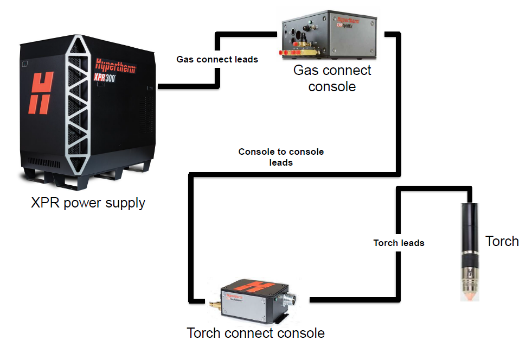 Hypertherm
XPR300
Gas connect leads
Gas connect
console
Console to console
leads
XPR power supply
Torch leads
Torch
Torch connect console